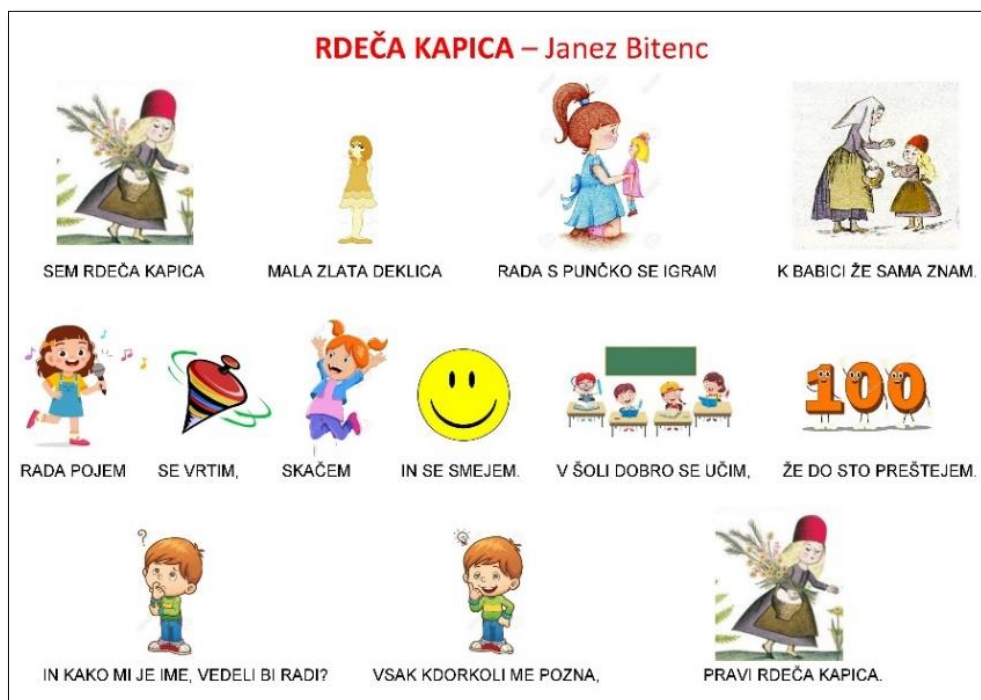 RDEČA KAPICA – Janez Bitenc
SEM RDEČA KAPICA
MALA ZLATA DEKLICA
RADA S PUNČKO SE IGRAM
K BABICI ŽE SAMA ZNAM.
RADA POJEM
SE VRTIM,
SKAČEM
IN SE SMEJEM.
V ŠOLI DOBRO SE UČIM,
100
ŽE DO STO PREŠTEJEM.
?
IN KAKO MI JE IME, VEDELI BI RADI?
VSAK KDORKOLI ME POZNA,
PRAVI RDEČA KAPICA.